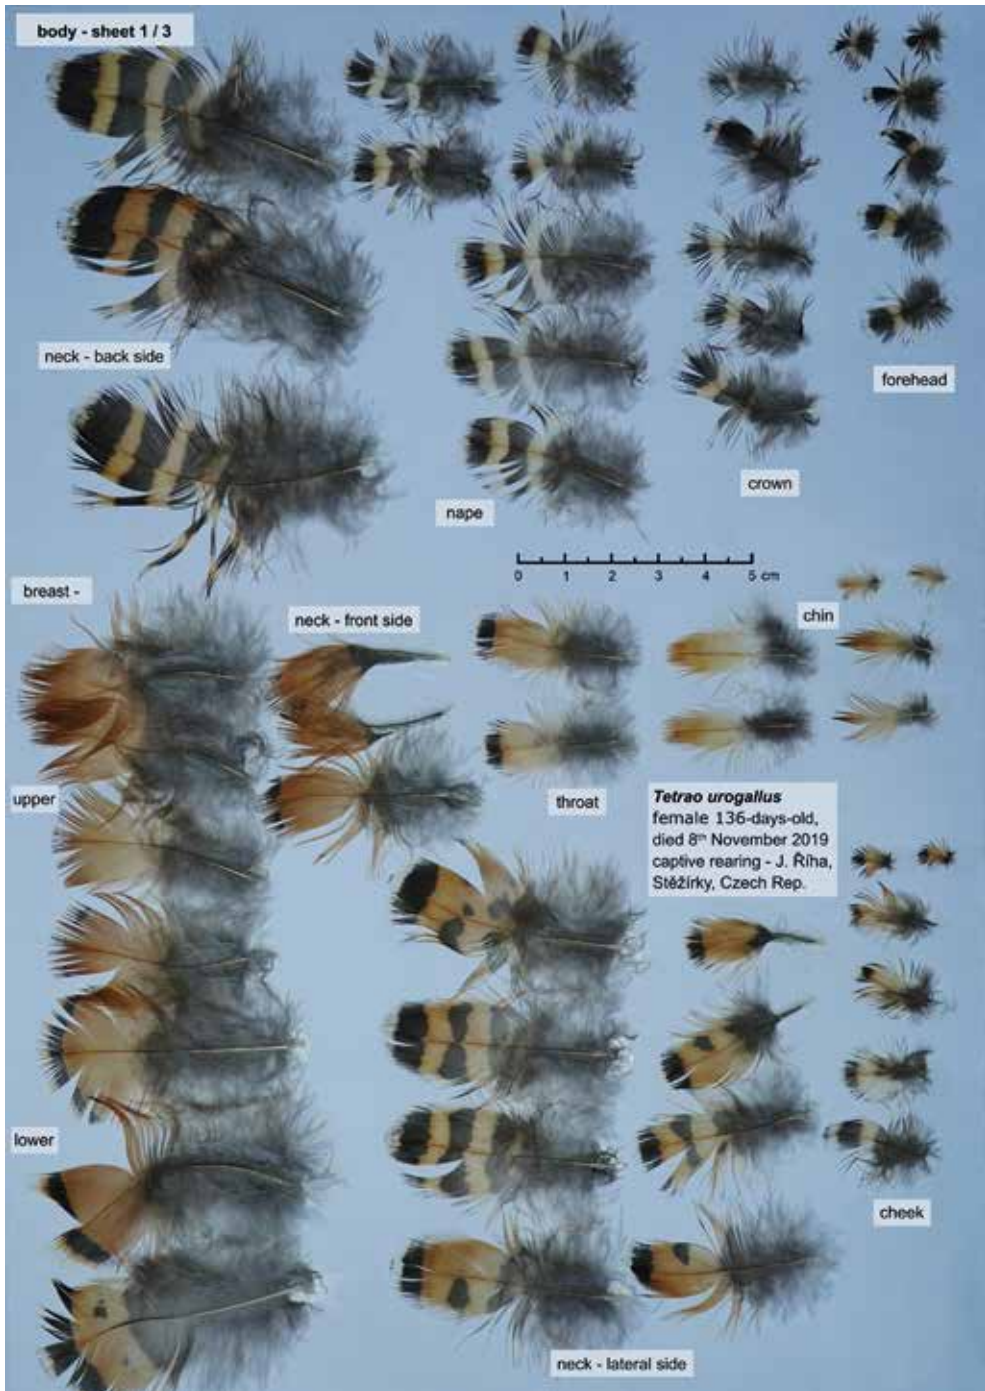 body - sheet 1 / 3
neck - back side
forehead
crown
nape
0 1 2 3 4 5 cm
breast -
neck - front side
chin
upper
throat
Tetrao urogallus
female 136-days-old,
died 8th November 2019
captive rearing - J. Říha,
Stěžírky, Czech Rep.
lower
cheek
neck - lateral side